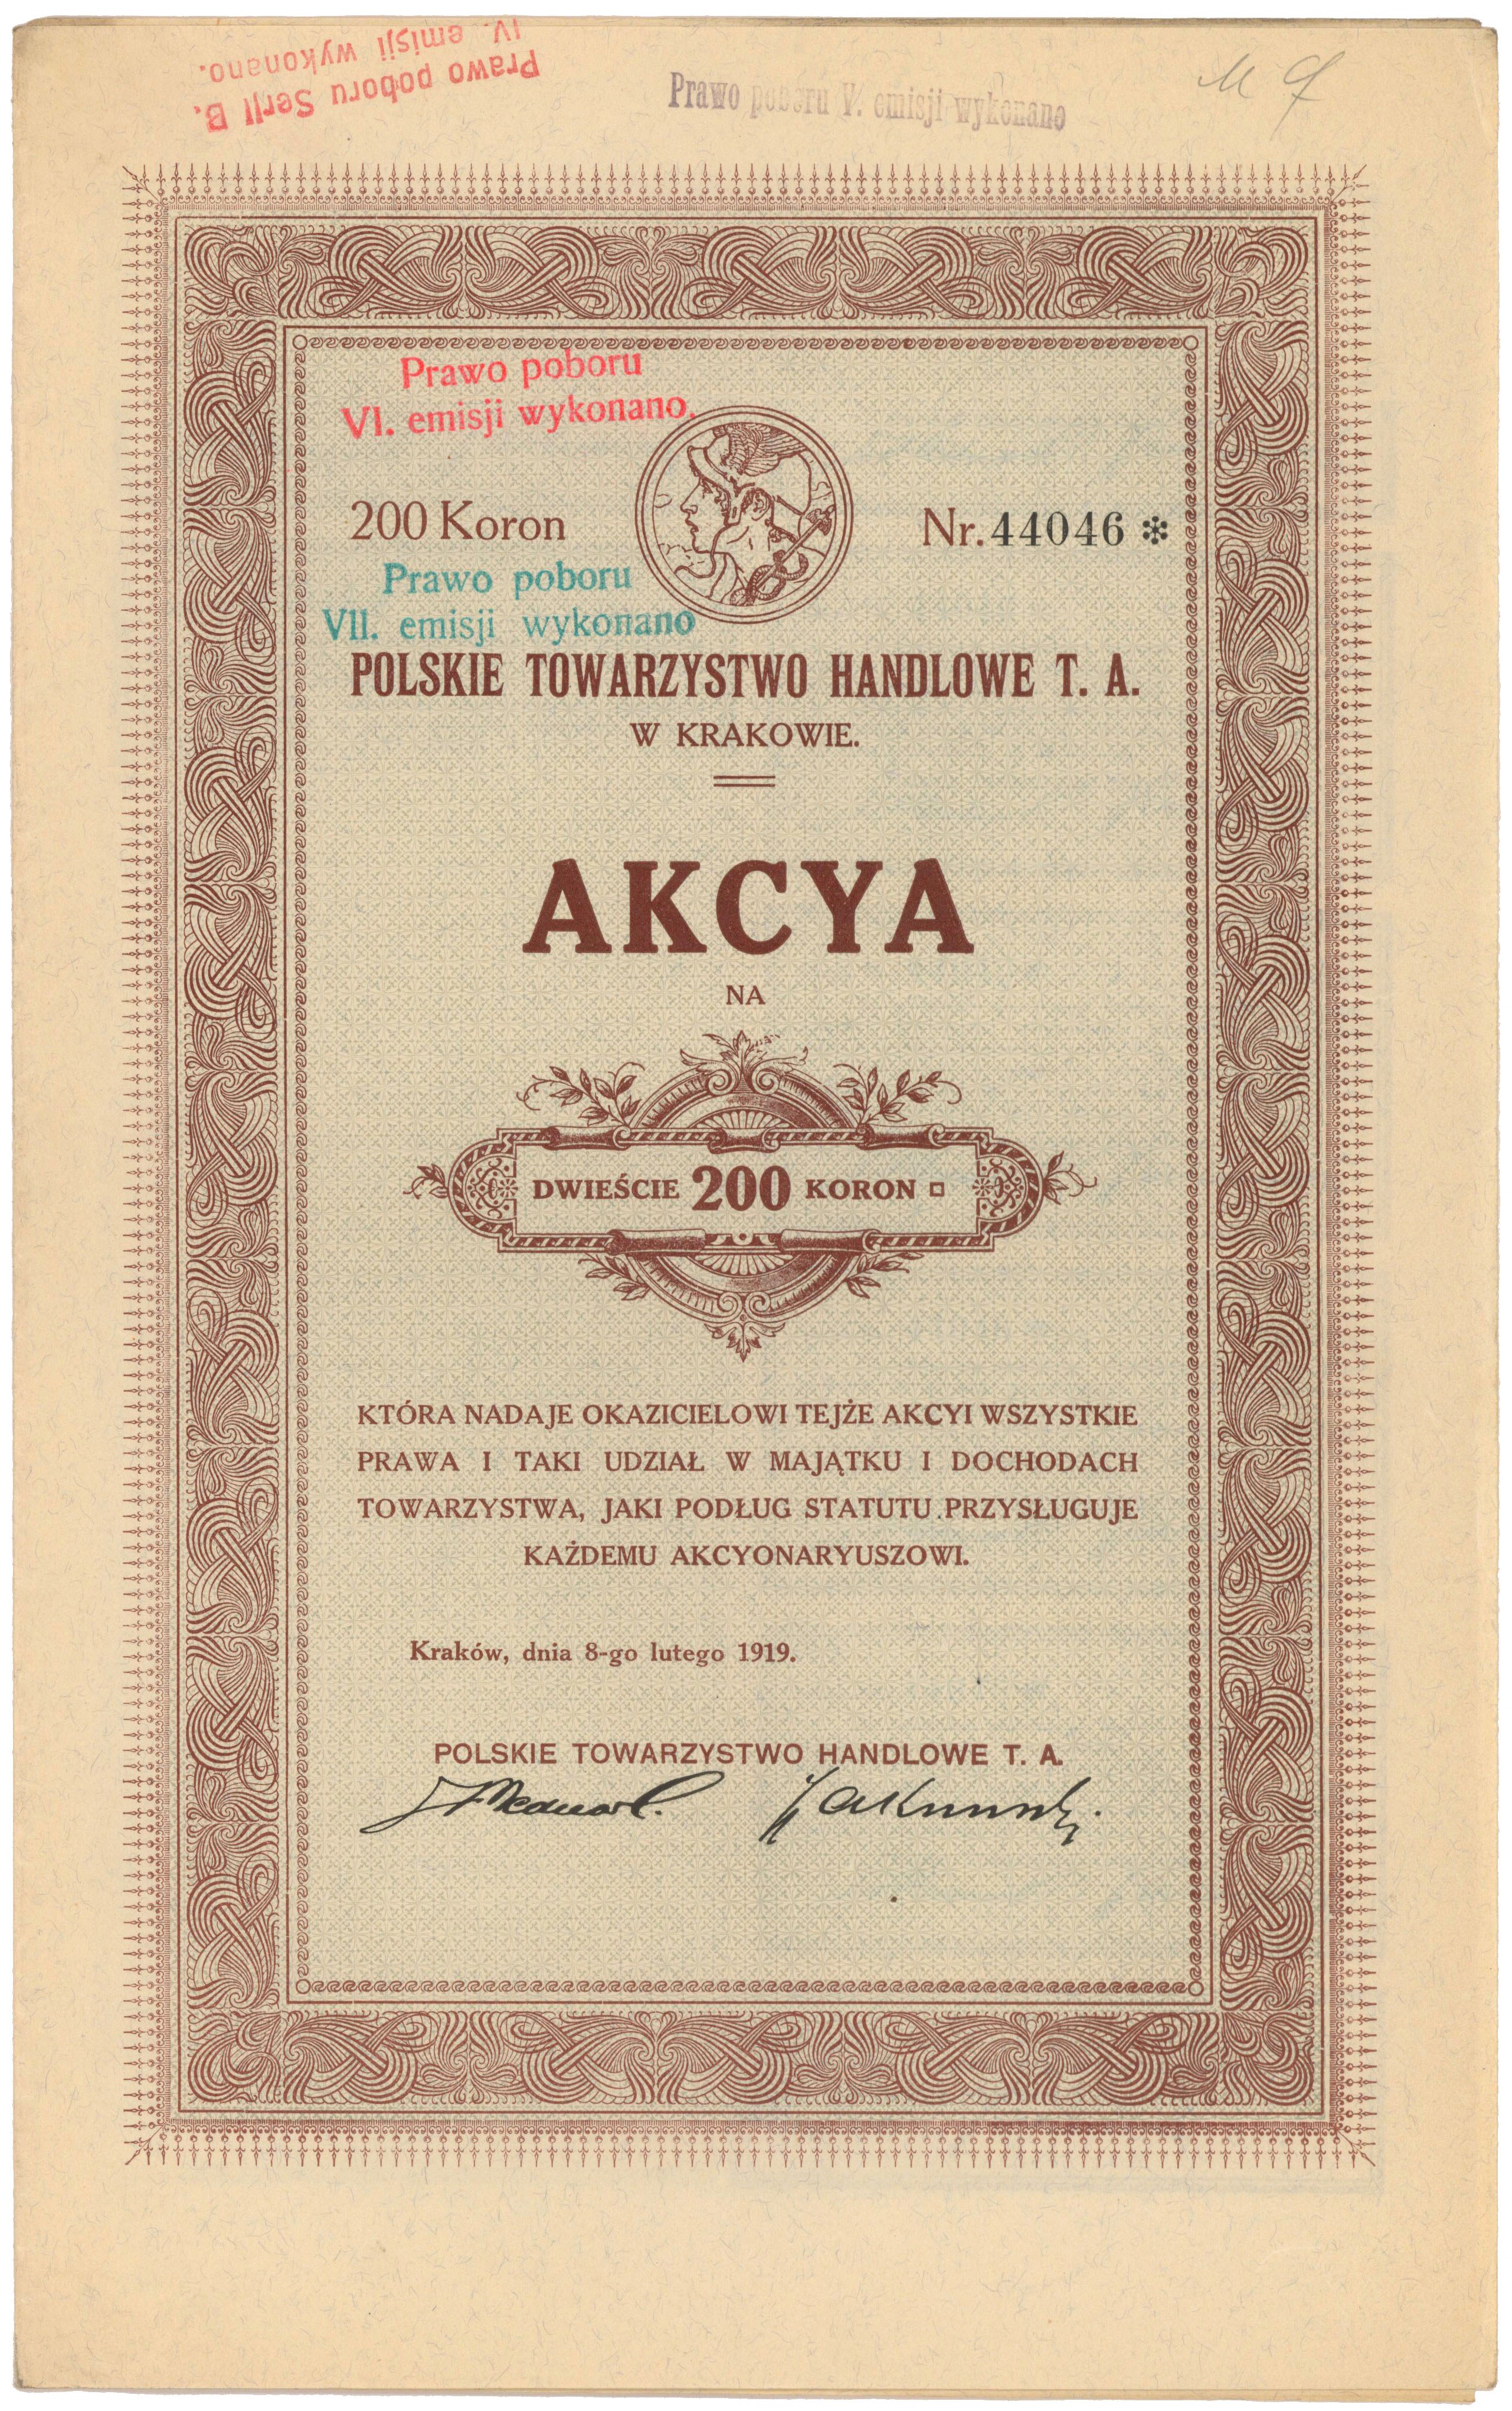 Prawo poboru Serji B.
IV. emisji wykonano.
Prawo poboru V. emisji wykonano
Prawo poboru
VI. emisji wykonano.
200 Koron
Nr. 44046 *
Prawo poboru
VII. emisji wykonano
POLSKIE TOWARZYSTWO HANDLOWE T. A.
W KRAKOWIE.
AKCYA
NA
DWIEŚCIE 200 KORON
KTÓRA NADAJE OKAZICIELOWI TEJŻE AKCYI WSZYSTKIE
PRAWA I TAKI UDZIAŁ W MAJĄTKU I DOCHODACH
TOWARZYSTWA, JAKI PODŁUG STATUTU PRZYSŁUGUJE
KAŻDEMU AKCYONARYUSZOWI.
Kraków, dnia 8-go lutego 1919.
POLSKIE TOWARZYSTWO HANDLOWE T. A.